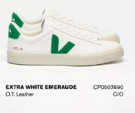 EXTRA WHITE EMERAUDE CP0503690
O.T. Leather C/O